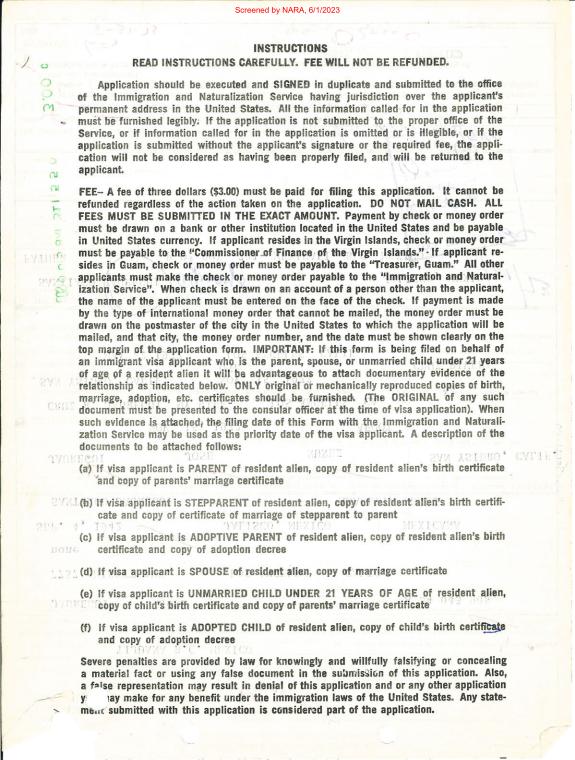 Screened by NARA, 6/1/2023
INSTRUCTIONS
READ INSTRUCTIONS CAREFULLY. FEE WILL NOT BE REFUNDED.
Application should be executed and SIGNED in duplicate and submitted to the office
of the Immigration and Naturalization Service having jurisdiction over the applicant's
permanent address in the United States. All the information called for in the application
must be furnished legibly. If the application is not submitted to the proper office of the
Service, or if information called for in the application is omitted or is illegible, or if the
application is submitted without the applicant's signature or the required fee, the appli-
cation will not be considered as having been properly filed, and will be returned to the
applicant.
FEE– A fee of three dollars ($3.00) must be paid for filing this application. It cannot be
refunded regardless of the action taken on the application. DO NOT MAIL CASH. ALL
FEES MUST BE SUBMITTED IN THE EXACT AMOUNT. Payment by check or money order
must be drawn on a bank or other institution located in the United States and be payable
in United States currency. If applicant resides in the Virgin Islands, check or money order
must be payable to the "Commissioner of Finance of the Virgin Islands." If applicant re-
sides in Guam, check or money order must be payable to the "Treasurer, Guam." All other
applicants must make the check or money order payable to the "Immigration and Natural-
ization Service". When check is drawn on an account of a person other than the applicant,
the name of the applicant must be entered on the face of the check. If payment is made
by the type of international money order that cannot be mailed, the money order must be
drawn on the postmaster of the city in the United States to which the application will be
mailed, and that city, the money order number, and the date must be shown clearly on the
top margin of the application form. IMPORTANT: If this form is being filed on behalf of
an immigrant visa applicant who is the parent, spouse, or unmarried child under 21 years
of age of a resident alien it will be advantageous to attach documentary evidence of the
relationship as indicated below. ONLY original or mechanically reproduced copies of birth,
marriage, adoption, etc. certificates should be furnished. (The ORIGINAL of any such
document must be presented to the consular officer at the time of visa application). When
such evidence is attached, the filing date of this Form with the Immigration and Naturali-
zation Service may be used as the priority date of the visa applicant. A description of the
documents to be attached follows:
(a) If visa applicant is PARENT of resident alien, copy of resident alien's birth certificate
and copy of parents' marriage certificate
(b) If visa applicant is STEPPARENT of resident alien, copy of resident alien's birth certifi-
cate and copy of certificate of marriage of stepparent to parent
(c) If visa applicant is ADOPTIVE PARENT of resident alien, copy of resident alien's birth
certificate and copy of adoption decree
(d) If visa applicant is SPOUSE of resident alien, copy of marriage certificate
(e) If visa applicant is UNMARRIED CHILD UNDER 21 YEARS OF AGE of resident alien,
copy of child's birth certificate and copy of parents' marriage certificate
(f) If visa applicant is ADOPTED CHILD of resident alien, copy of child's birth certificate
and copy of adoption decree
Severe penalties are provided by law for knowingly and willfully falsifying or concealing
a material fact or using any false document in the submission of this application. Also,
a false representation may result in denial of this application and or any other application
may make for any benefit under the immigration laws of the United States. Any state-
ment submitted with this application is considered part of the application.